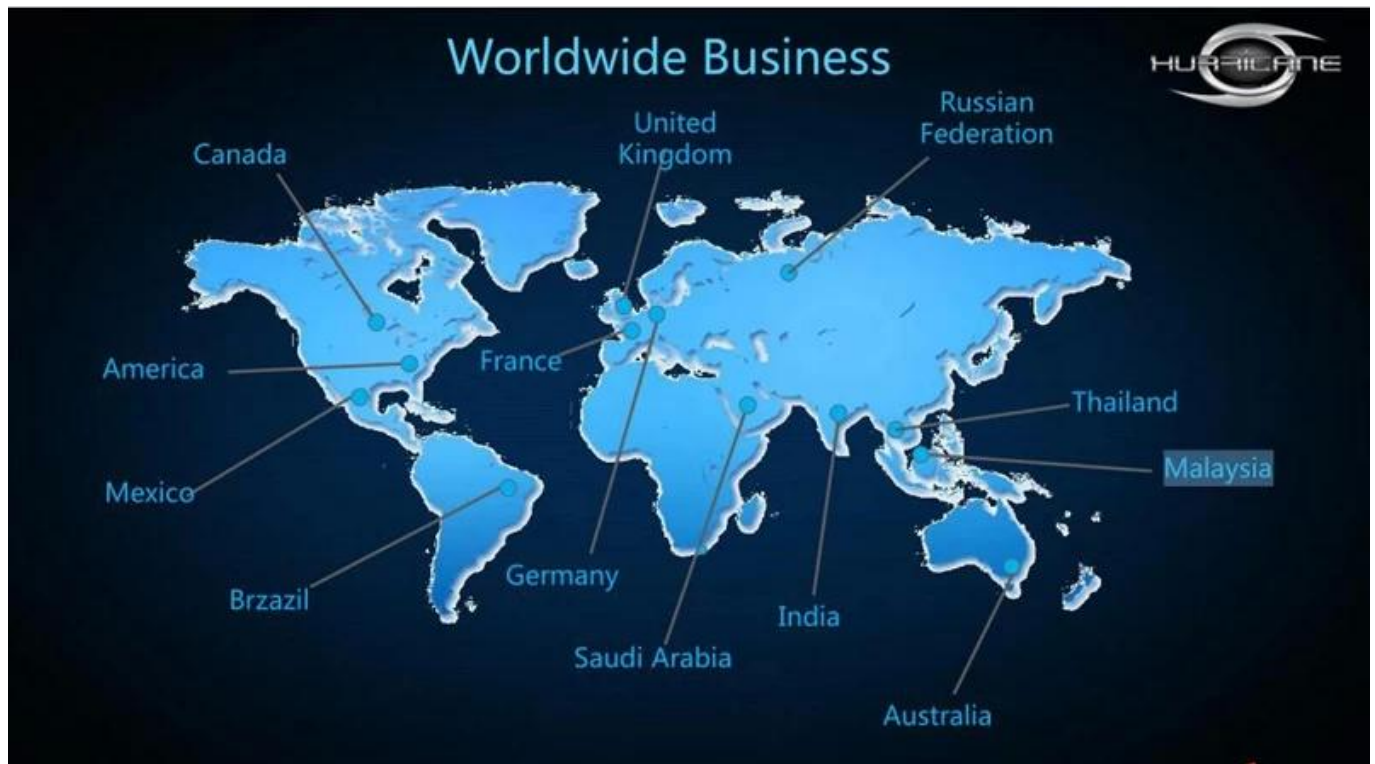 Worldwide Business
HURRICANE
Russian
Federation
United
Kingdom
Canada
America
France
Thailand
Malaysia
Mexico
Germany
Brzazil
India
Saudi Arabia
Australia